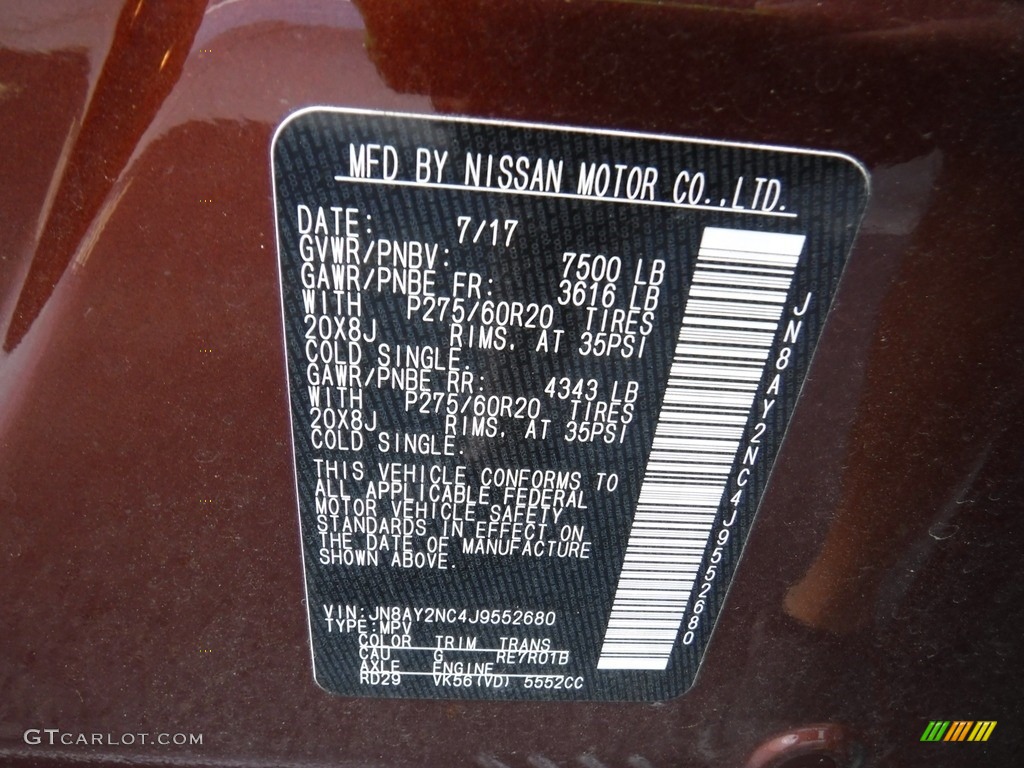 MFD BY NISSAN MOTOR CO.,LTD.
DATE: 7/17
GVWR/PNBV: 7500 LB
GAWR/PNBE FR: 3616 LB
WITH P275/60R20 TIRES
20X8J RIMS, AT 35PSI
COLD SINGLE.
GAWR/PNBE RR: 4343 LB
WITH P275/60R20 TIRES
20X8J RIMS, AT 35PSI
COLD SINGLE.
THIS VEHICLE CONFORMS TO
ALL APPLICABLE FEDERAL
MOTOR VEHICLE SAFETY
STANDARDS IN EFFECT ON
THE DATE OF MANUFACTURE
SHOWN ABOVE.
VIN:JN8AY2NC4J9552680
TYPE:MPV
COLOR TRIM TRANS
CAU G RE7R01B
AXLE ENGINE
RD29 VK56(VD) 5552CC
JN8AY2NC4J9552680
GTCARLOT.COM